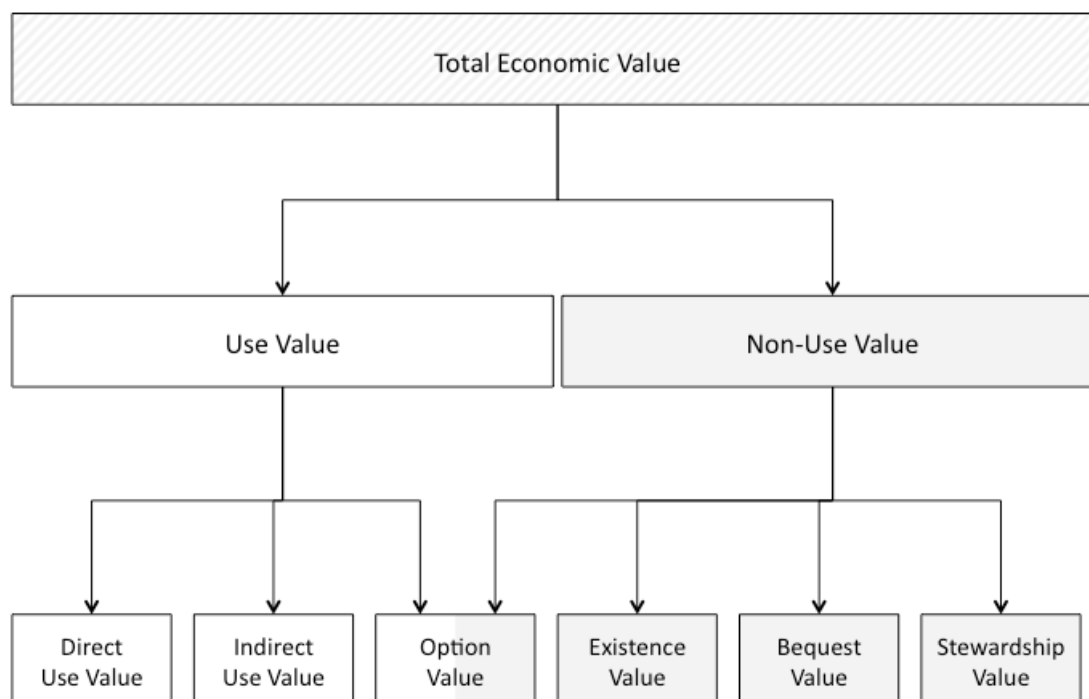 Total Economic Value
Use Value
Non-Use Value
Direct
Use Value
Indirect
Use Value
Option
Value
Existence
Value
Bequest
Value
Stewardship
Value